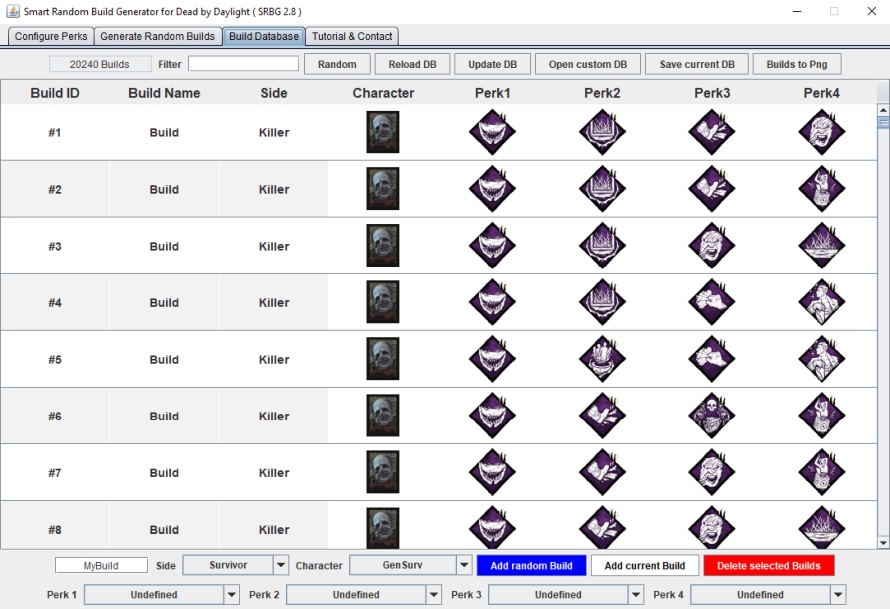 Smart Random Build Generator for Dead by Daylight ( SRBG 2.8 )
Configure Perks Generate Random Builds Build Database Tutorial & Contact
20240 Builds Filter Random Reload DB Update DB Open custom DB Save current DB Builds to Png
Build ID Build Name Side Character Perk1 Perk2 Perk3 Perk4
#1 Build Killer
#2 Build Killer
#3 Build Killer
#4 Build Killer
#5 Build Killer
#6 Build Killer
#7 Build Killer
#8 Build Killer
MyBuild Side Survivor Character GenSurv Add random Build Add current Build Delete selected Builds
Perk 1 Undefined Perk 2 Undefined Perk 3 Undefined Perk 4 Undefined